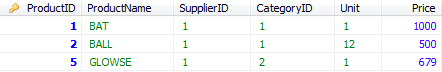 ProductID ProductName SupplierID CategoryID Unit Price
1 BAT 1 1 1 1000
2 BALL 1 1 12 500
5 GLOWSE 1 2 1 679